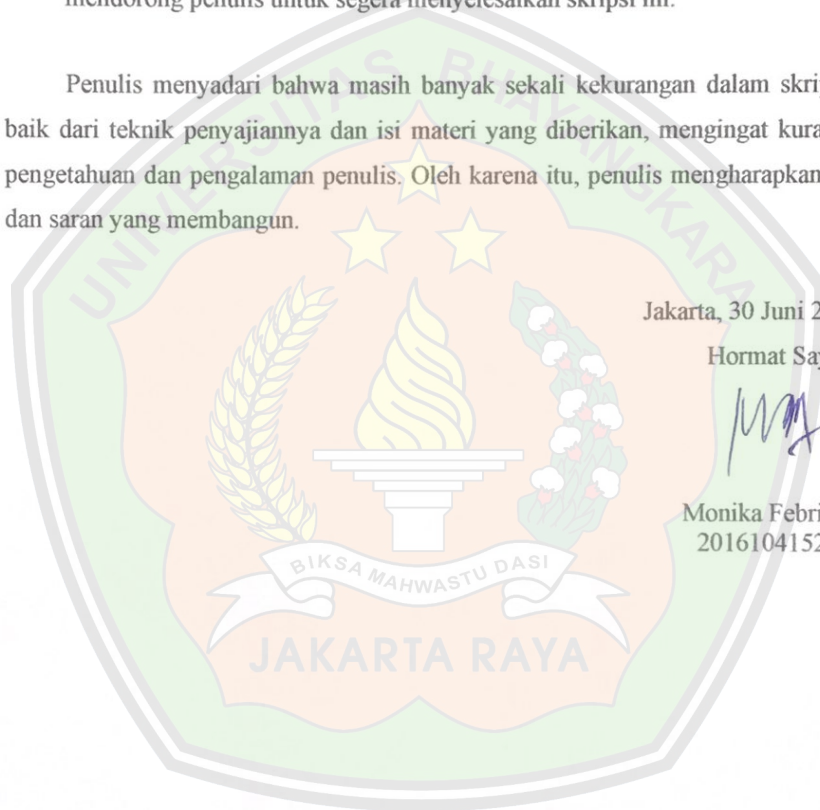 mendorong penulis untuk segera menyelesaikan skripsi ini.
Penulis menyadari bahwa masih banyak sekali kekurangan dalam skrip
baik dari teknik penyajiannya dan isi materi yang diberikan, mengingat kura
pengetahuan dan pengalaman penulis. Oleh karena itu, penulis mengharapkan
dan saran yang membangun.
Jakarta, 30 Juni 2
Hormat Say
Monika Febri
2016104152
UNIVERSITAS BHAYANGKARA
BIKSA MAHWASTU DASI
JAKARTA RAYA